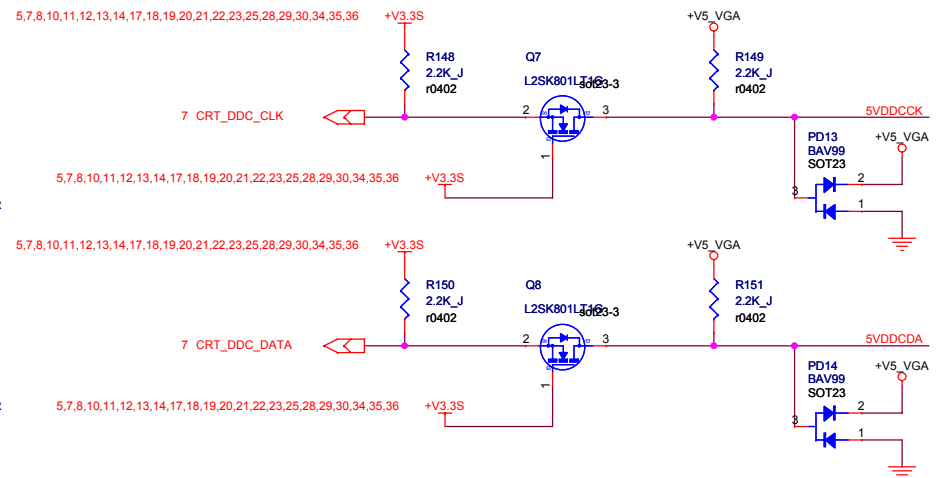 5,7,8,10,11,12,13,14,17,18,19,20,21,22,23,25,28,29,30,34,35,36 +V3.3S
+V5_VGA
R148
2.2K_J
r0402
Q7
L2SK801LT1G
sot23-3
R149
2.2K_J
r0402
7 CRT_DDC_CLK
2
3
1
5VDDCCK
5,7,8,10,11,12,13,14,17,18,19,20,21,22,23,25,28,29,30,34,35,36 +V3.3S
PD13
BAV99
SOT23
+V5_VGA
3
2
1
5,7,8,10,11,12,13,14,17,18,19,20,21,22,23,25,28,29,30,34,35,36 +V3.3S
+V5_VGA
R150
2.2K_J
r0402
Q8
L2SK801LT1G
sot23-3
R151
2.2K_J
r0402
7 CRT_DDC_DATA
2
3
1
5VDDCDA
5,7,8,10,11,12,13,14,17,18,19,20,21,22,23,25,28,29,30,34,35,36 +V3.3S
PD14
BAV99
SOT23
+V5_VGA
3
2
1